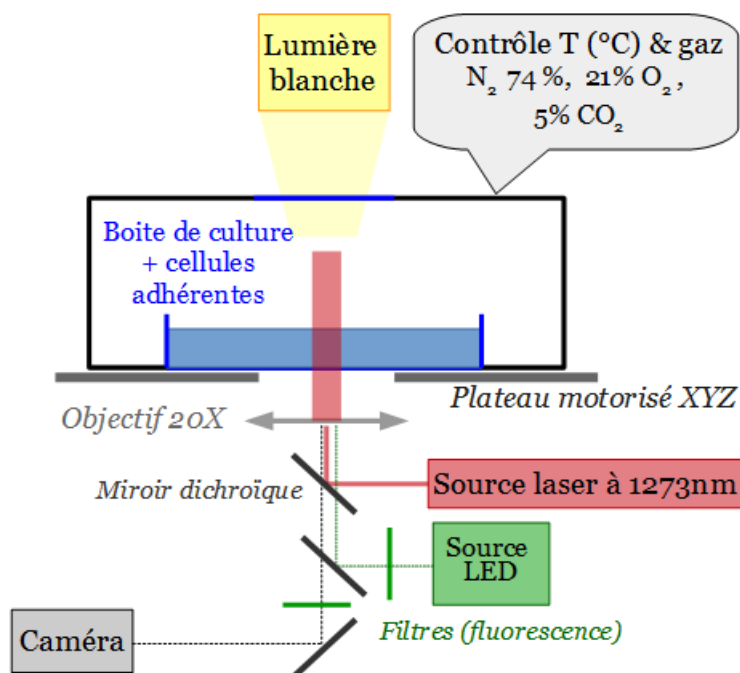 Lumière
blanche
Contrôle T (°C) & gaz
N₂ 74 %, 21% O₂ ,
5% CO₂
Boite de culture
+ cellules
adhérentes
Plateau motorisé XYZ
Objectif 20X
Miroir dichroïque
Source laser à 1273nm
Source
LED
Filtres (fluorescence)
Caméra